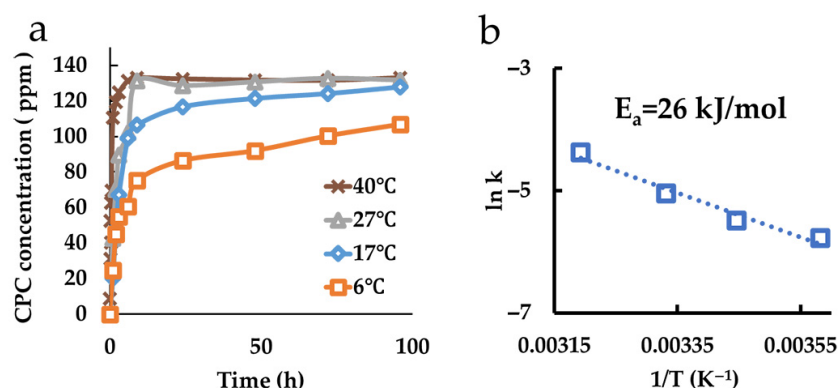 a
CPC concentration ( ppm )
140
120
100
80
60
40
20
0
0
50
100
Time (h)
40°C
27°C
17°C
6°C
b
ln k
−3
−5
−7
Ea=26 kJ/mol
0.00315
0.00335
0.00355
1/T (K⁻¹)